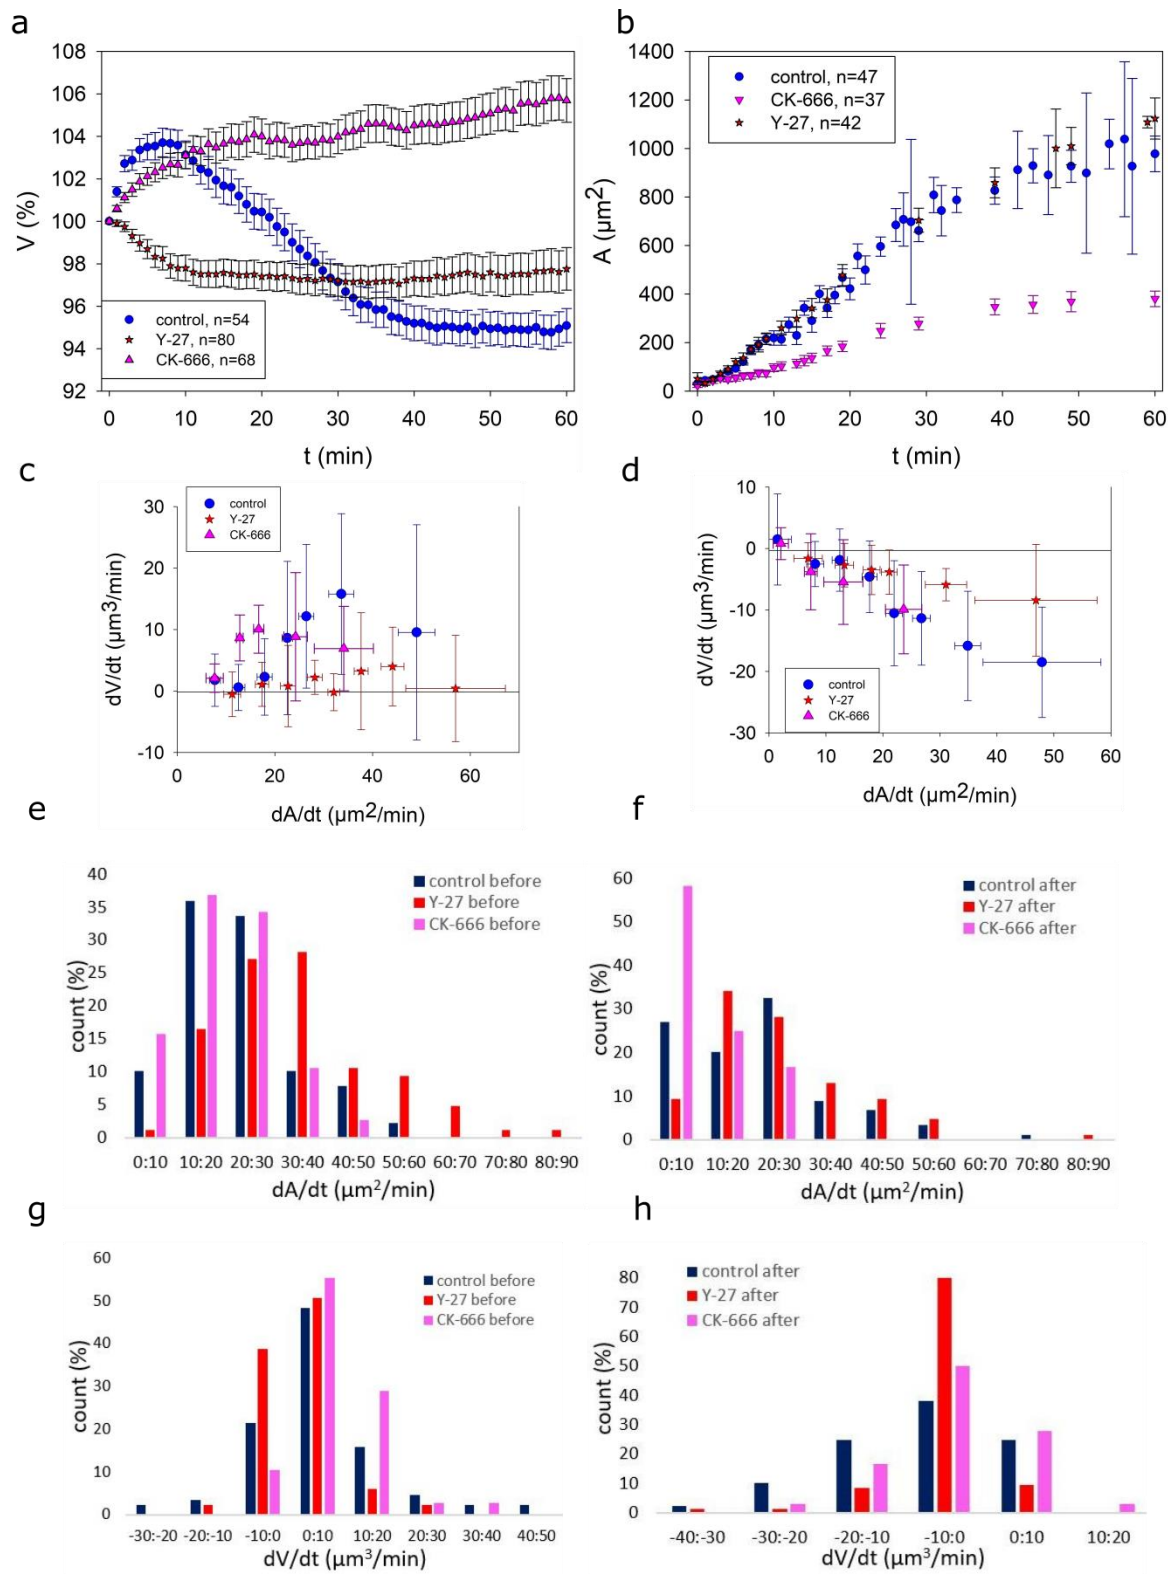 a
108
106
104
102
100
98
96
94
92
V (%)
control, n=54
Y-27, n=80
CK-666, n=68
0 10 20 30 40 50 60
t (min)
b
1400
1200
1000
800
600
400
200
0
A (µm2)
control, n=47
CK-666, n=37
Y-27, n=42
0 10 20 30 40 50 60
t (min)
c
30
20
10
0
-10
dV/dt (µm3/min)
control
Y-27
CK-666
0 20 40 60
dA/dt (µm2/min)
d
10
0
-10
-20
-30
dV/dt (µm3/min)
control
Y-27
CK-666
0 10 20 30 40 50 60
dA/dt (µm2/min)
e
40
35
30
25
20
15
10
5
0
count (%)
control before
Y-27 before
CK-666 before
0:10 10:20 20:30 30:40 40:50 50:60 60:70 70:80 80:90
dA/dt (µm2/min)
f
60
50
40
30
20
10
0
count (%)
control after
Y-27 after
CK-666 after
0:10 10:20 20:30 30:40 40:50 50:60 60:70 70:80 80:90
dA/dt (µm2/min)
g
60
50
40
30
20
10
0
count (%)
control before
Y-27 before
CK-666 before
-30:-20 -20:-10 -10:0 0:10 10:20 20:30 30:40 40:50
dV/dt (µm3/min)
h
80
70
60
50
40
30
20
10
0
count (%)
control after
Y-27 after
CK-666 after
-40:-30 -30:-20 -20:-10 -10:0 0:10 10:20
dV/dt (µm3/min)